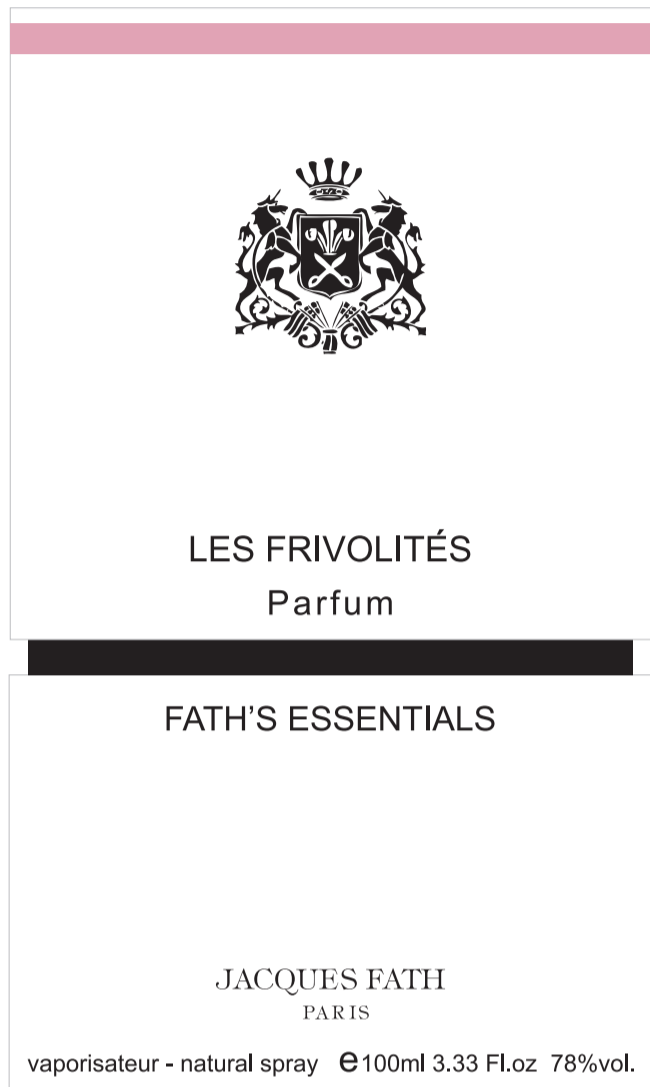 LES FRIVOLITÉS
Parfum
FATH’S ESSENTIALS
JACQUES FATH
PARIS
vaporisateur - natural spray ℮100ml 3.33 Fl.oz 78%vol.